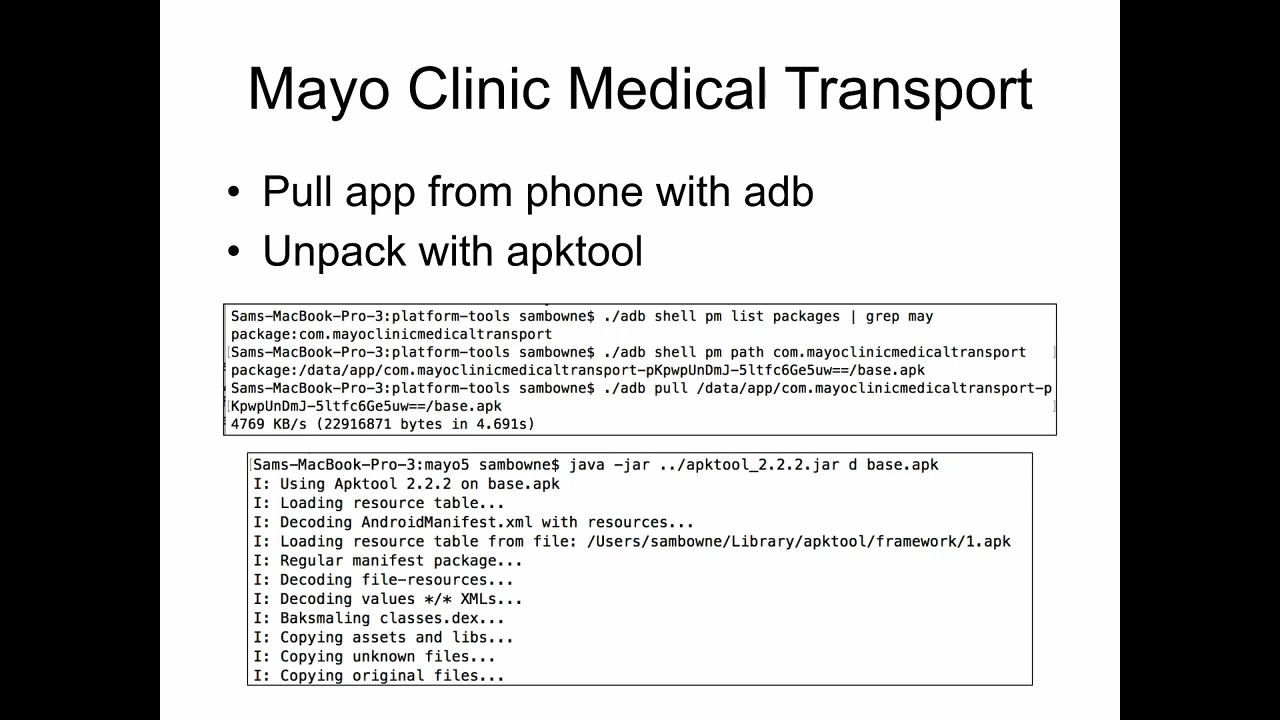 Mayo Clinic Medical Transport
• Pull app from phone with adb
• Unpack with apktool
Sams-MacBook-Pro-3:platform-tools sambowne$ ./adb shell pm list packages | grep may
package:com.mayoclinicmedicaltransport
[Sams-MacBook-Pro-3:platform-tools sambowne$ ./adb shell pm path com.mayoclinicmedicaltransport ]
package:/data/app/com.mayoclinicmedicaltransport-pKpwpUnDmJ-5ltfc6Ge5uw==/base.apk
Sams-MacBook-Pro-3:platform-tools sambowne$ ./adb pull /data/app/com.mayoclinicmedicaltransport-p
[KpwpUnDmJ-5ltfc6Ge5uw==/base.apk ]
4769 KB/s (22916871 bytes in 4.691s)
[Sams-MacBook-Pro-3:mayo5 sambowne$ java -jar ../apktool_2.2.2.jar d base.apk
I: Using Apktool 2.2.2 on base.apk
I: Loading resource table...
I: Decoding AndroidManifest.xml with resources...
I: Loading resource table from file: /Users/sambowne/Library/apktool/framework/1.apk
I: Regular manifest package...
I: Decoding file-resources...
I: Decoding values */* XMLs...
I: Baksmaling classes.dex...
I: Copying assets and libs...
I: Copying unknown files...
I: Copying original files...